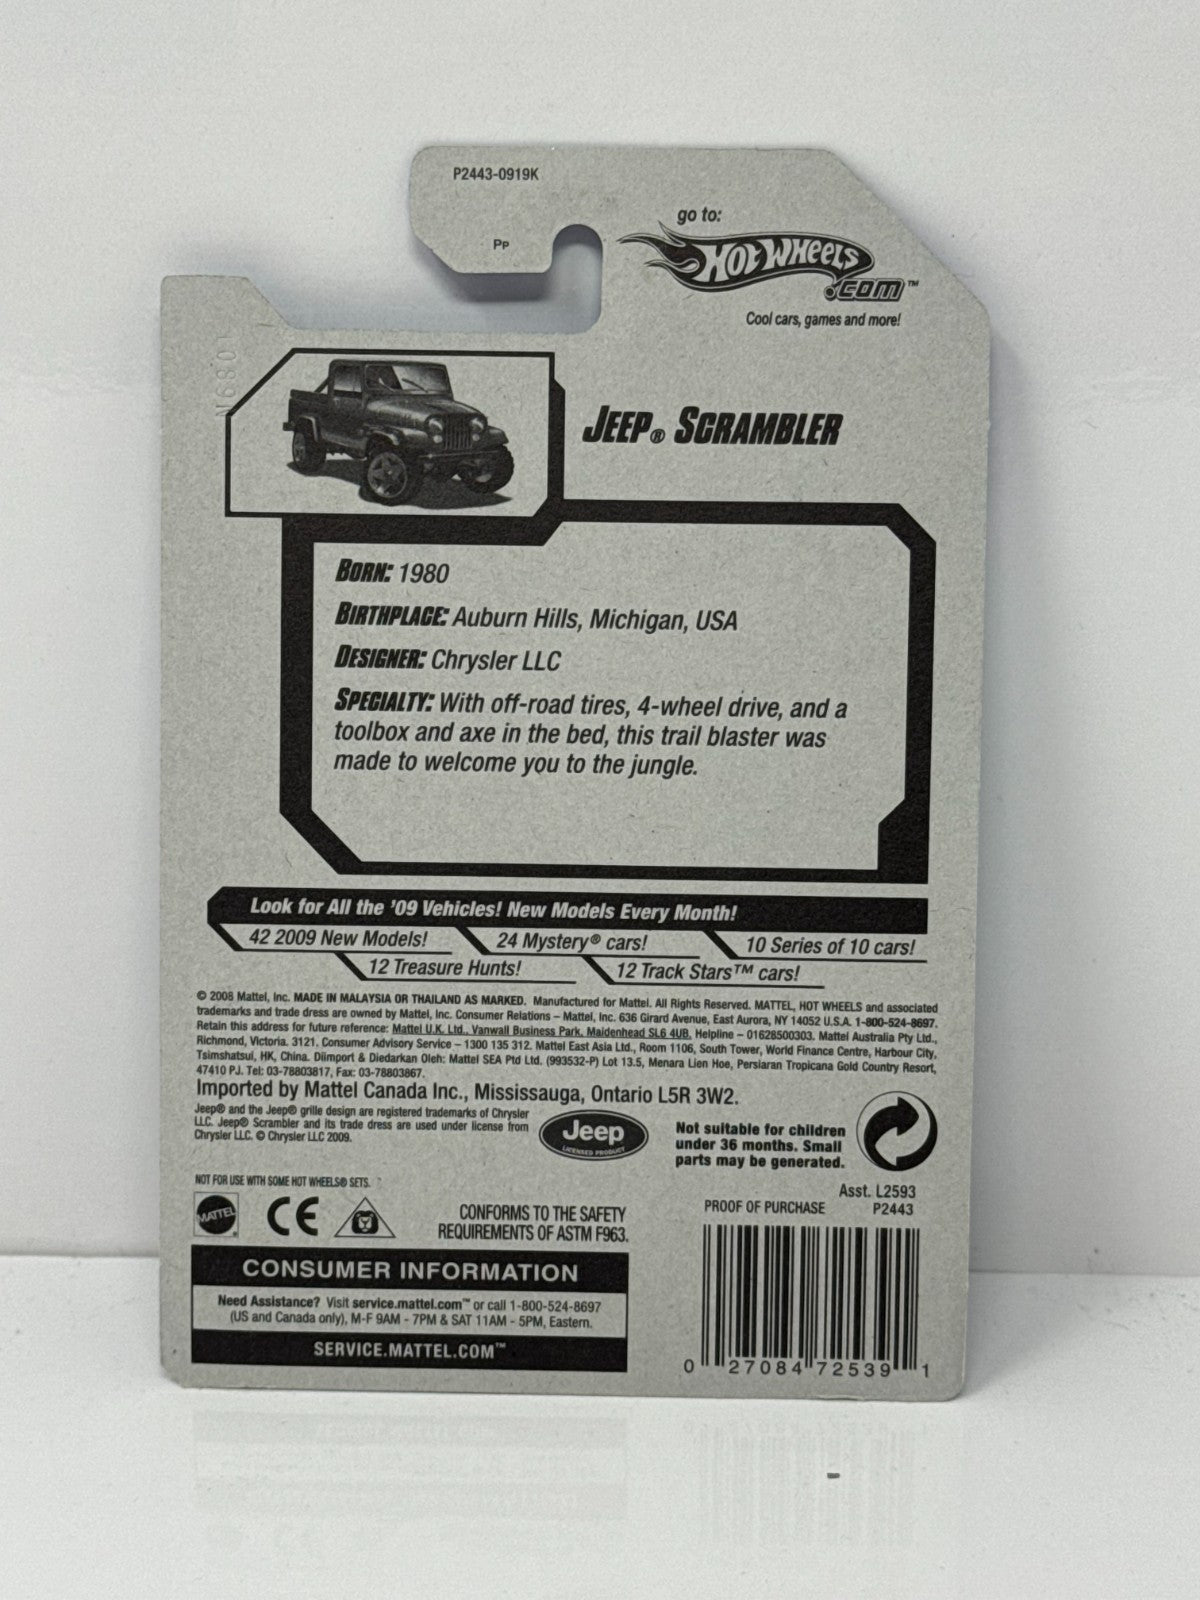 P2443-0919K
Pp
go to:
HOT WHEELS
.COM™
Cool cars, games and more!
JEEP® SCRAMBLER
BORN: 1980
BIRTHPLACE: Auburn Hills, Michigan, USA
DESIGNER: Chrysler LLC
SPECIALTY: With off-road tires, 4-wheel drive, and a
toolbox and axe in the bed, this trail blaster was
made to welcome you to the jungle.
Look for All the '09 Vehicles! New Models Every Month!
42 2009 New Models! 24 Mystery® cars! 10 Series of 10 cars!
12 Treasure Hunts! 12 Track Stars™ cars!
© 2008 Mattel, Inc. MADE IN MALAYSIA OR THAILAND AS MARKED. Manufactured for Mattel. All Rights Reserved. MATTEL, HOT WHEELS and associated
trademarks and trade dress are owned by Mattel, Inc. Consumer Relations – Mattel, Inc. 636 Girard Avenue, East Aurora, NY 14052 U.S.A. 1-800-524-8697.
Retain this address for future reference: Mattel U.K. Ltd., Vanwall Business Park, Maidenhead SL6 4UB. Helpline – 01628500303. Mattel Australia Pty Ltd.,
Richmond, Victoria. 3121. Consumer Advisory Service – 1300 135 312. Mattel East Asia Ltd., Room 1106, South Tower, World Finance Centre, Harbour City,
Tsimshatsui, HK, China. Diimport & Diedarkan Oleh: Mattel SEA Ptd Ltd. (993532-P) Lot 13.5, Menara Lien Hoe, Persiaran Tropicana Gold Country Resort,
47410 PJ. Tel: 03-78803817, Fax: 03-78803867.
Imported by Mattel Canada Inc., Mississauga, Ontario L5R 3W2.
Jeep® and the Jeep® grille design are registered trademarks of Chrysler
LLC. Jeep® Scrambler and its trade dress are used under license from
Chrysler LLC. © Chrysler LLC 2009.
Jeep
LICENSED PRODUCT
Not suitable for children
under 36 months. Small
parts may be generated.
NOT FOR USE WITH SOME HOT WHEELS® SETS.
MATTEL
CE
CONFORMS TO THE SAFETY
REQUIREMENTS OF ASTM F963.
Asst. L2593
PROOF OF PURCHASE P2443
CONSUMER INFORMATION
Need Assistance? Visit service.mattel.com™ or call 1-800-524-8697
(US and Canada only), M-F 9AM - 7PM & SAT 11AM - 5PM, Eastern.
SERVICE.MATTEL.COM™
0 27084 72539 1